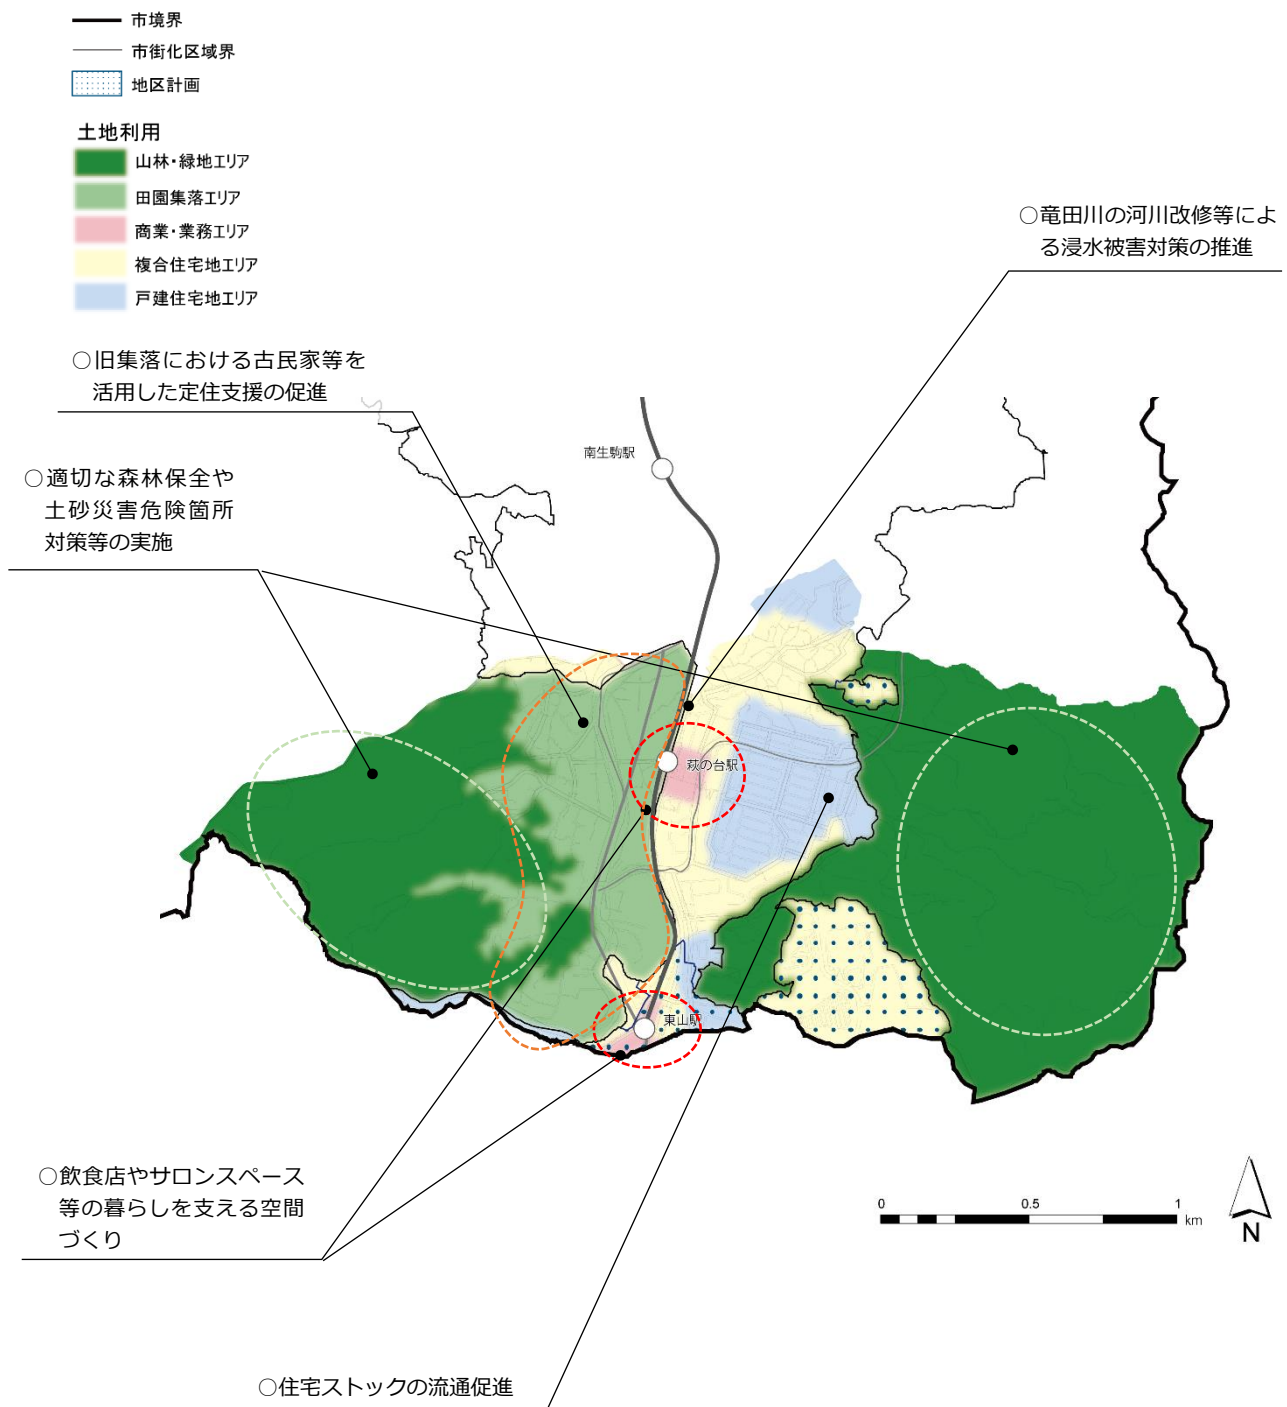 市境界
市街化区域界
地区計画
土地利用
山林・緑地エリア
田園集落エリア
商業・業務エリア
複合住宅地エリア
戸建住宅地エリア
○竜田川の河川改修等によ
る浸水被害対策の推進
○旧集落における古民家等を
活用した定住支援の促進
○適切な森林保全や
土砂災害危険箇所
対策等の実施
南生駒駅
萩の台駅
東山駅
○飲食店やサロンスペース
等の暮らしを支える空間
づくり
0 0.5 1
km
N
○住宅ストックの流通促進